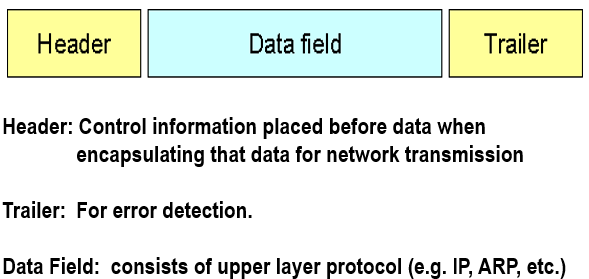 Header Data field Trailer
Header: Control information placed before data when
encapsulating that data for network transmission
Trailer: For error detection.
Data Field: consists of upper layer protocol (e.g. IP, ARP, etc.)